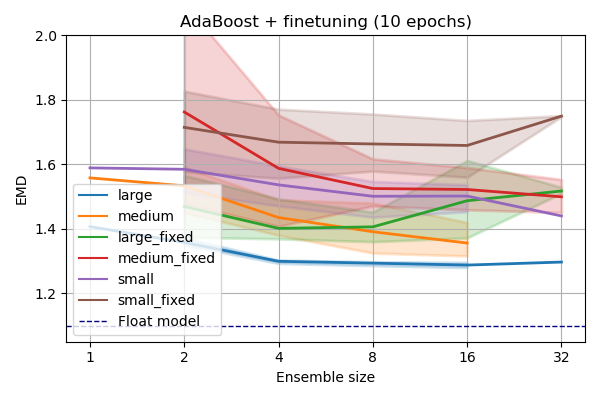 AdaBoost + finetuning (10 epochs)
2.0
1.8
1.6
1.4
1.2
EMD
large
medium
large_fixed
medium_fixed
small
small_fixed
Float model
1 2 4 8 16 32
Ensemble size